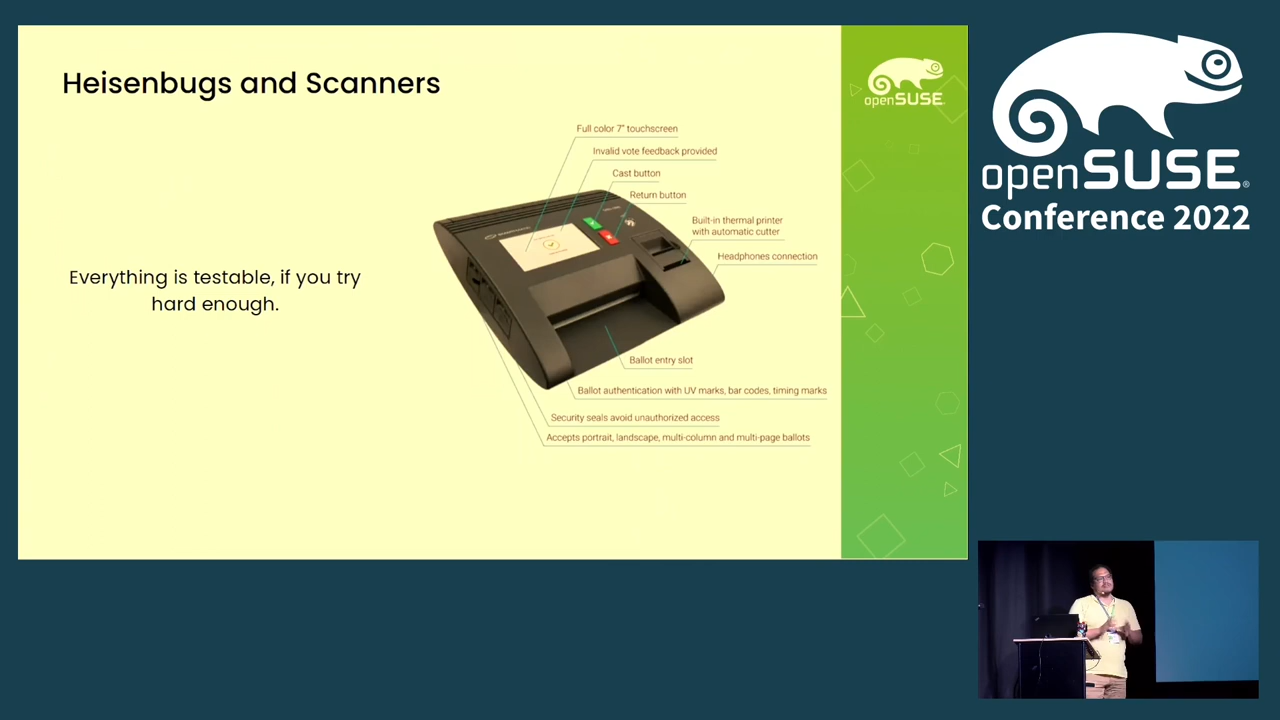 Heisenbugs and Scanners
Everything is testable, if you try
hard enough.
Full color 7" touchscreen
Invalid vote feedback provided
Cast button
Return button
Built-in thermal printer
with automatic cutter
Headphones connection
Ballot entry slot
Ballot authentication with UV marks, bar codes, timing marks
Security seals avoid unauthorized access
Accepts portrait, landscape, multi-column and multi-page ballots
openSUSE
openSUSE®
Conference 2022